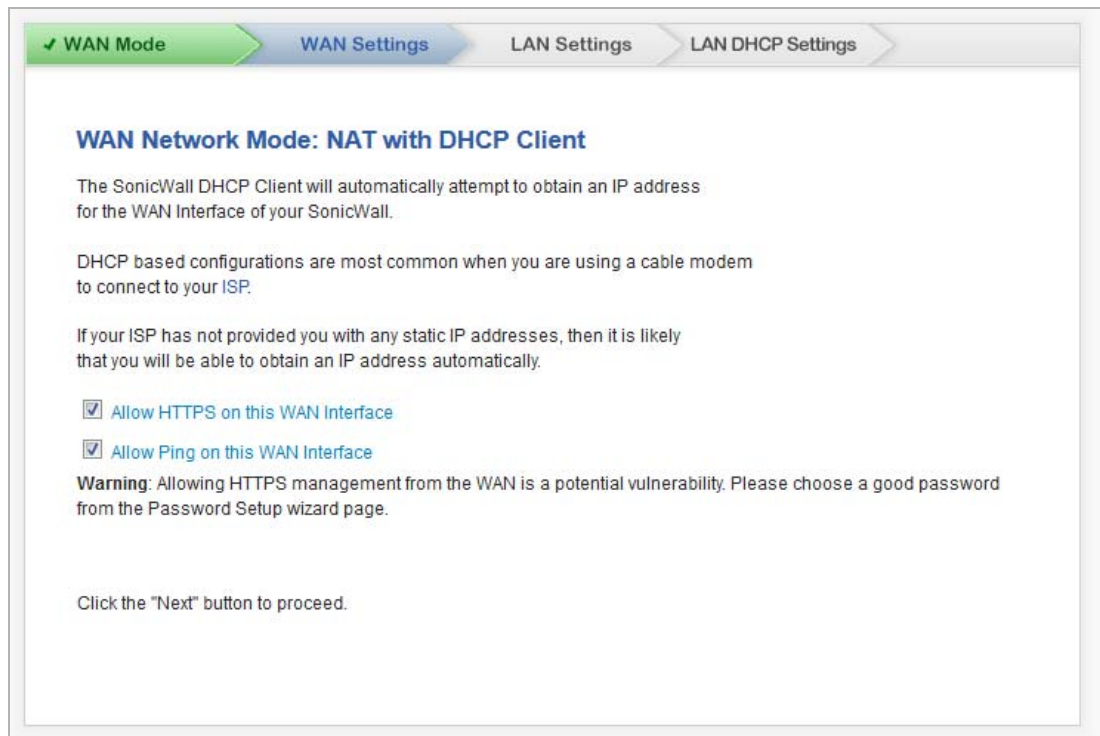 ✓ WAN Mode WAN Settings LAN Settings LAN DHCP Settings
WAN Network Mode: NAT with DHCP Client
The SonicWall DHCP Client will automatically attempt to obtain an IP address
for the WAN Interface of your SonicWall.
DHCP based configurations are most common when you are using a cable modem
to connect to your ISP.
If your ISP has not provided you with any static IP addresses, then it is likely
that you will be able to obtain an IP address automatically.
Allow HTTPS on this WAN Interface
Allow Ping on this WAN Interface
Warning: Allowing HTTPS management from the WAN is a potential vulnerability. Please choose a good password
from the Password Setup wizard page.
Click the "Next" button to proceed.